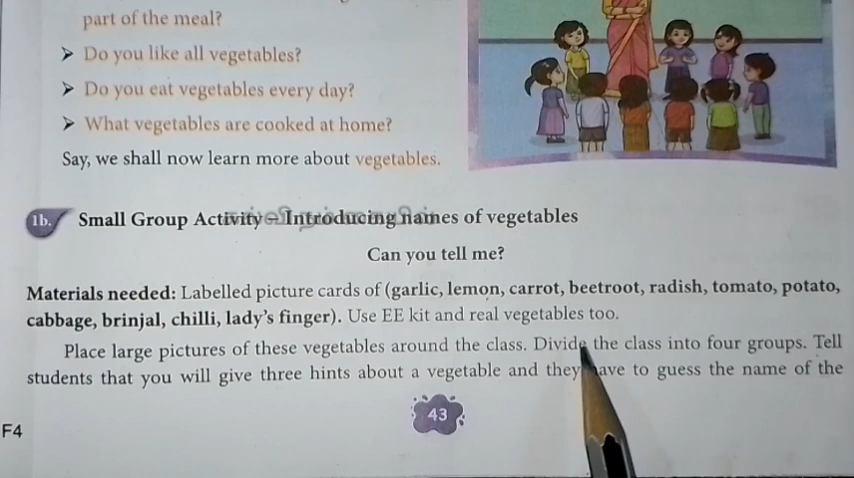 part of the meal?
➤ Do you like all vegetables?
➤ Do you eat vegetables every day?
➤ What vegetables are cooked at home?
Say, we shall now learn more about vegetables.
1b. Small Group Activity – Introducing names of vegetables
Can you tell me?
Materials needed: Labelled picture cards of (garlic, lemon, carrot, beetroot, radish, tomato, potato,
cabbage, brinjal, chilli, lady's finger). Use EE kit and real vegetables too.
Place large pictures of these vegetables around the class. Divide the class into four groups. Tell
students that you will give three hints about a vegetable and they have to guess the name of the
43
F4